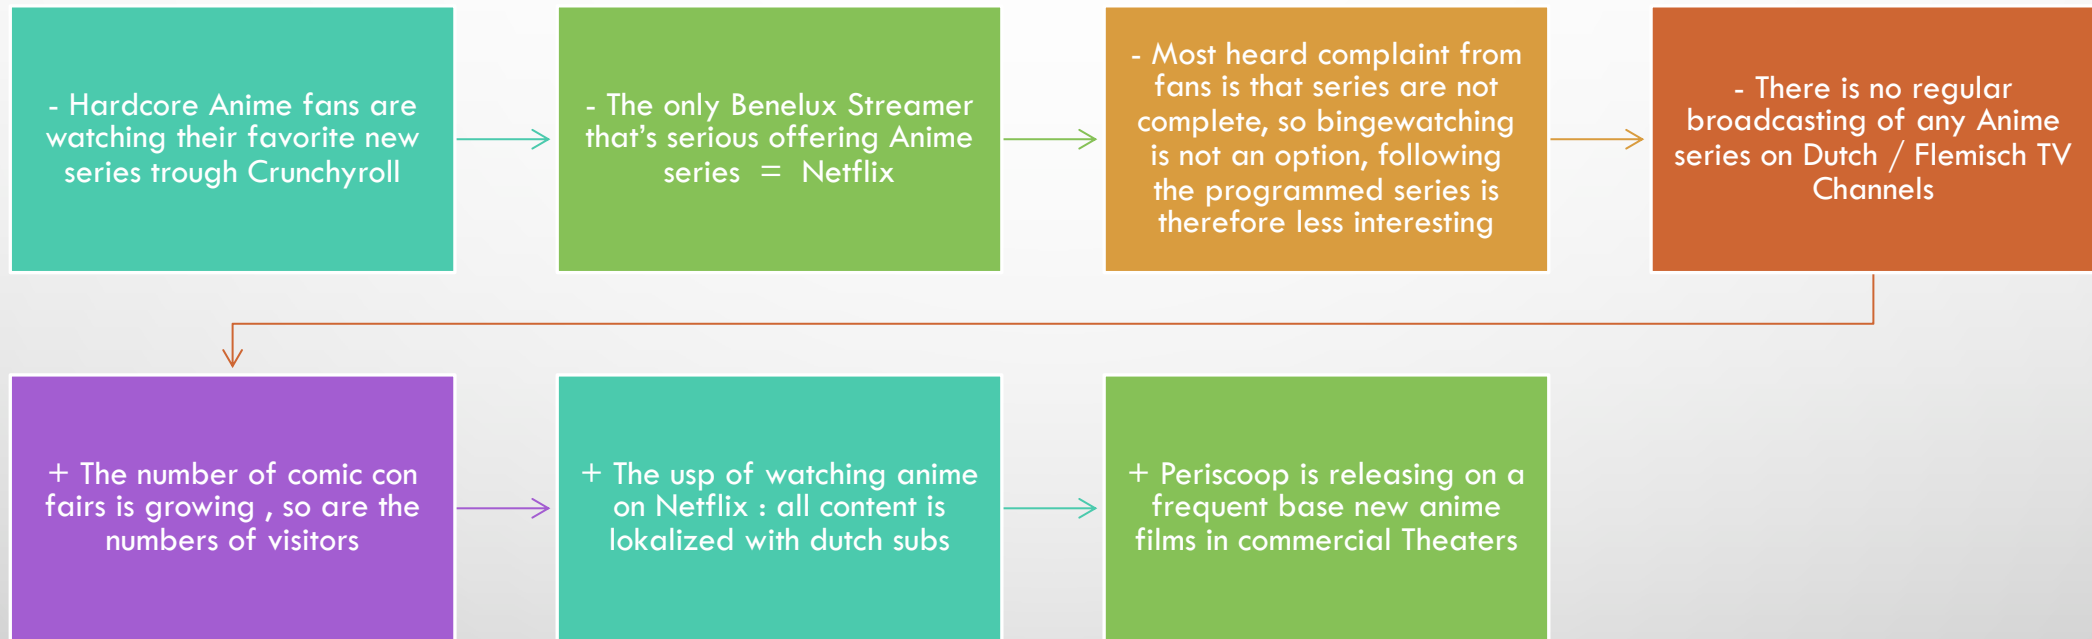 - Hardcore Anime fans are
watching their favorite new
series trough Crunchyroll
- The only Benelux Streamer
that's serious offering Anime
series = Netflix
- Most heard complaint from
fans is that series are not
complete, so bingewatching
is not an option, following
the programmed series is
therefore less interesting
- There is no regular
broadcasting of any Anime
series on Dutch / Flemisch TV
Channels
+ The number of comic con
fairs is growing , so are the
numbers of visitors
+ The usp of watching anime
on Netflix : all content is
lokalized with dutch subs
+ Periscoop is releasing on a
frequent base new anime
films in commercial Theaters